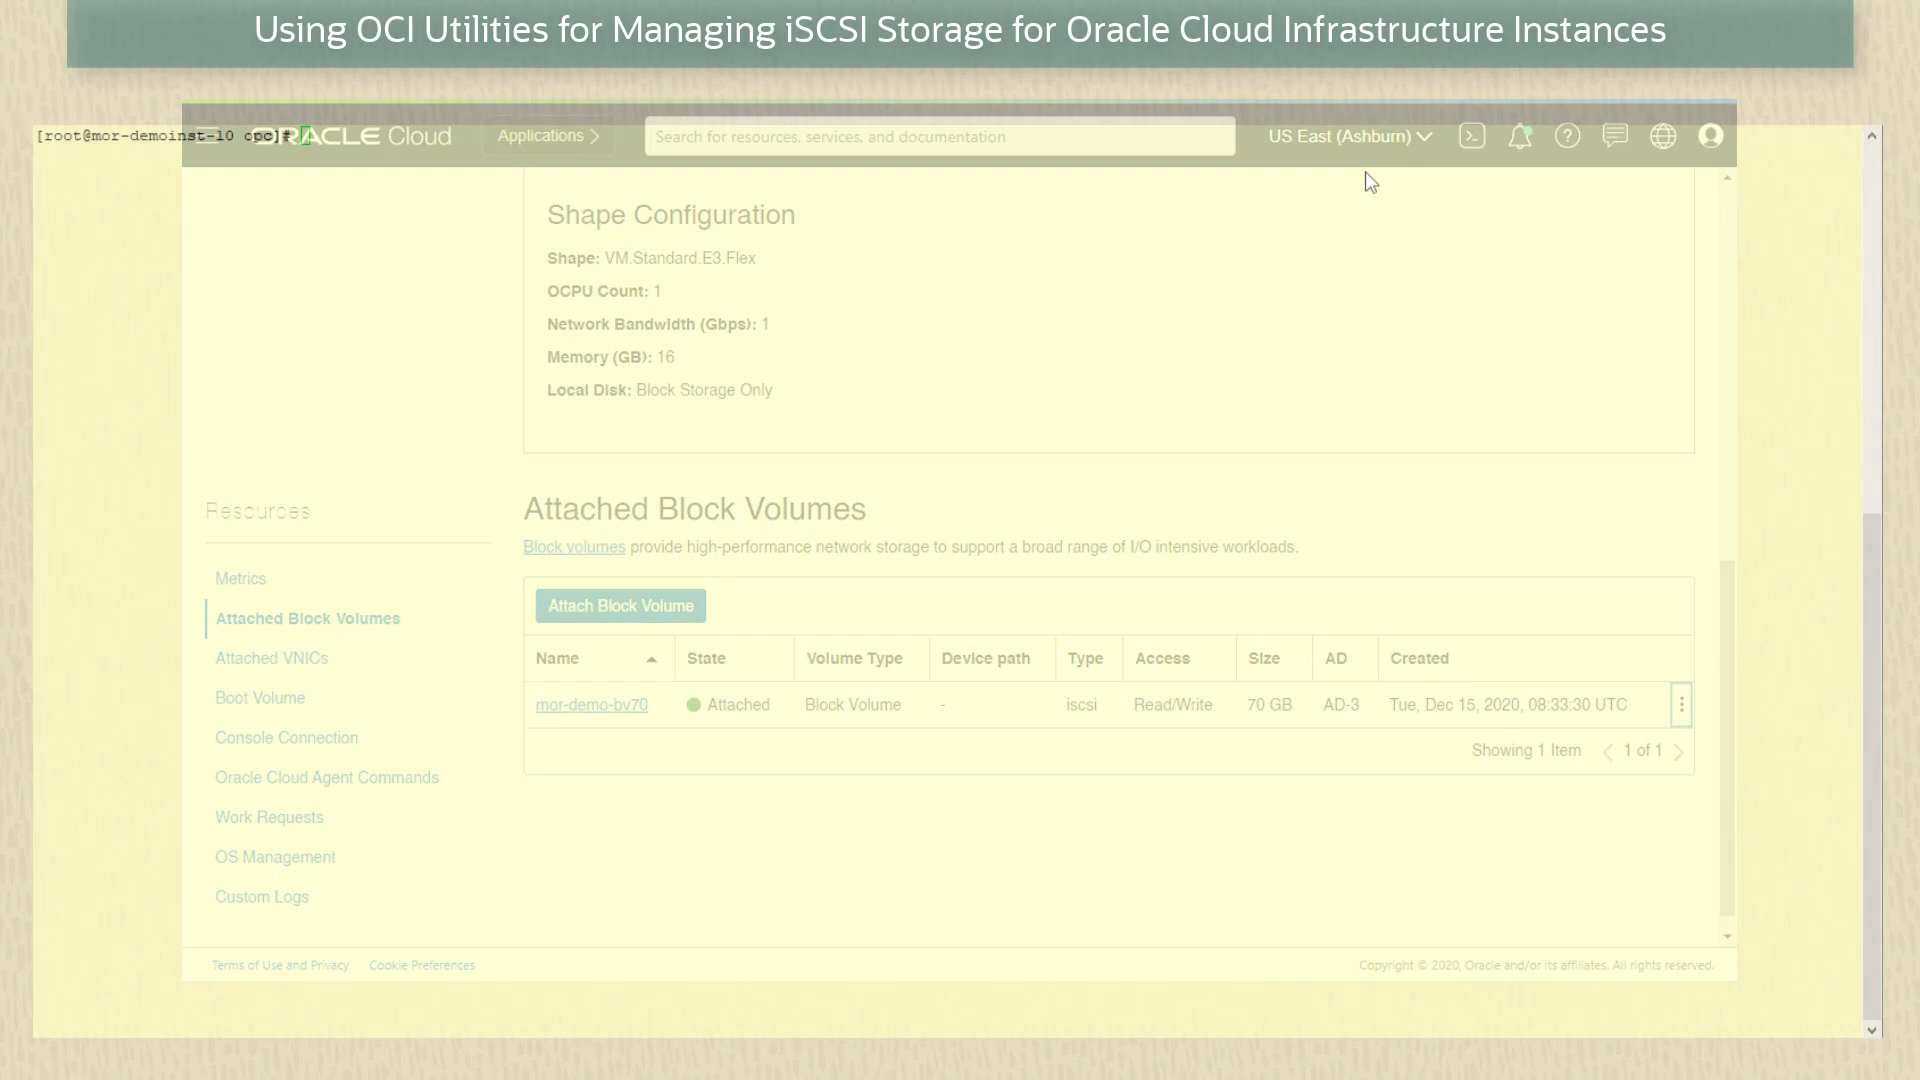 Using OCI Utilities for Managing iSCSI Storage for Oracle Cloud Infrastructure Instances
[root@mor-demoinst-10 opc]#
ORACLE Cloud
Applications
Search for resources, services, and documentation
US East (Ashburn)
Shape Configuration
Shape: VM.Standard.E3.Flex
OCPU Count: 1
Network Bandwidth (Gbps): 1
Memory (GB): 16
Local Disk: Block Storage Only
Resources
Metrics
Attached Block Volumes
Attached VNICs
Boot Volume
Console Connection
Oracle Cloud Agent Commands
Work Requests
OS Management
Custom Logs
Attached Block Volumes
Block volumes provide high-performance network storage to support a broad range of I/O intensive workloads.
Attach Block Volume
Name State Volume Type Device path Type Access Size AD Created
mor-demo-bv70 Attached Block Volume - iscsi Read/Write 70 GB AD-3 Tue, Dec 15, 2020, 08:33:30 UTC
Showing 1 Item 1 of 1
Terms of Use and Privacy Cookie Preferences
Copyright © 2020, Oracle and/or its affiliates. All rights reserved.